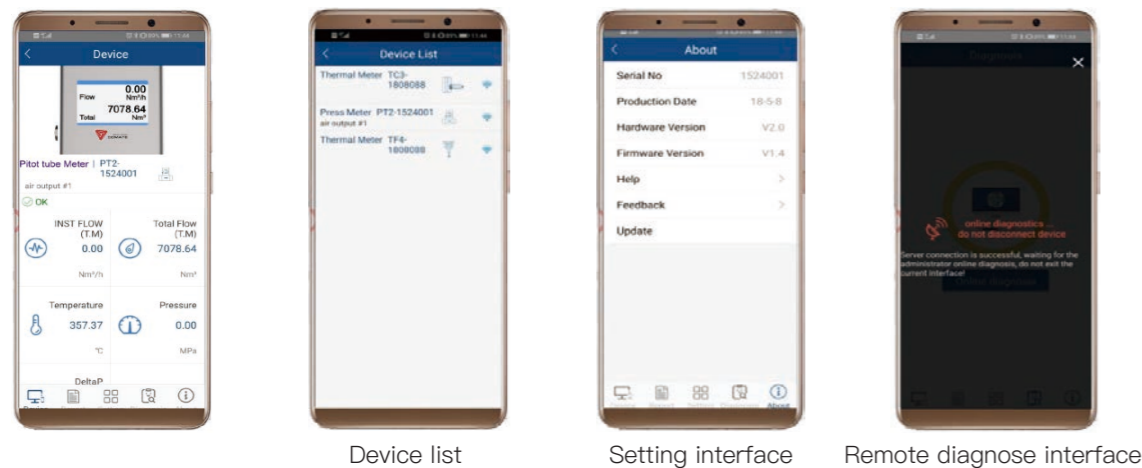 Device
Flow 0.00
Nm³/h
7078.64
Total Nm³
Pitot tube Meter | PT2-
1524001
air output #1
OK
INST FLOW
(T.M)
0.00
Nm³/h
Total Flow
(T.M)
7078.64
Nm³
Temperature
357.37
°C
Pressure
0.00
MPa
DeltaP
Device List
Thermal Meter TC3-
1808088
Press Meter PT2-1524001
air output #1
Thermal Meter TF4-
1808088
Device list
About
Serial No 1524001
Production Date 18-5-8
Hardware Version V2.0
Firmware Version V1.4
Help
Feedback
Update
About
Setting interface
Diagnosis
online diagnostics ...
do not disconnect device
Server connection is successful, waiting for the
administrator online diagnosis, do not exit the
current interface!
Online diagnose
Remote diagnose interface